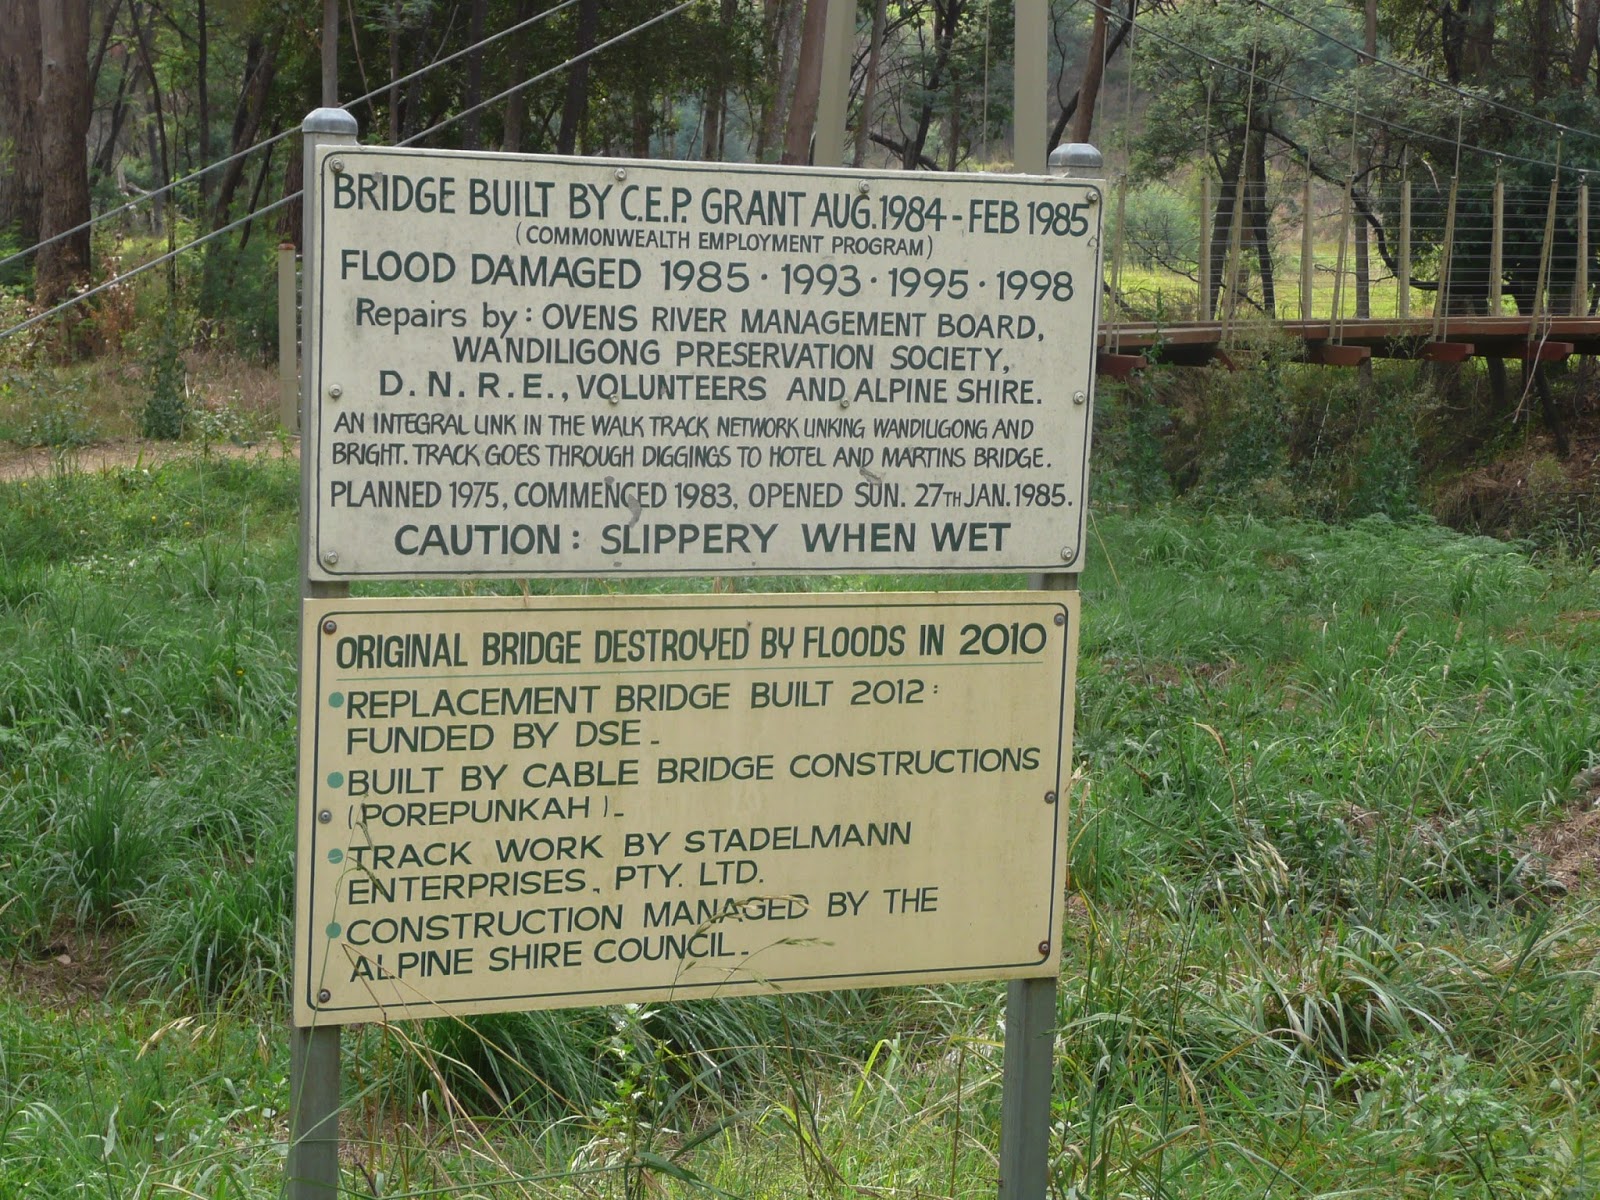 BRIDGE BUILT BY C.E.P. GRANT AUG. 1984 - FEB 1985
(COMMONWEALTH EMPLOYMENT PROGRAM)
FLOOD DAMAGED 1985 · 1993 · 1995 · 1998
Repairs by: OVENS RIVER MANAGEMENT BOARD,
WANDILIGONG PRESERVATION SOCIETY,
D.N.R.E., VOLUNTEERS AND ALPINE SHIRE.
AN INTEGRAL LINK IN THE WALK TRACK NETWORK LINKING WANDILIGONG AND
BRIGHT. TRACK GOES THROUGH DIGGINGS TO HOTEL AND MARTINS BRIDGE.
PLANNED 1975, COMMENCED 1983, OPENED SUN. 27TH JAN. 1985.
CAUTION: SLIPPERY WHEN WET
ORIGINAL BRIDGE DESTROYED BY FLOODS IN 2010
• REPLACEMENT BRIDGE BUILT 2012:
FUNDED BY DSE.
• BUILT BY CABLE BRIDGE CONSTRUCTIONS
(POREPUNKAH).
• TRACK WORK BY STADELMANN
ENTERPRISES, PTY. LTD.
• CONSTRUCTION MANAGED BY THE
ALPINE SHIRE COUNCIL.